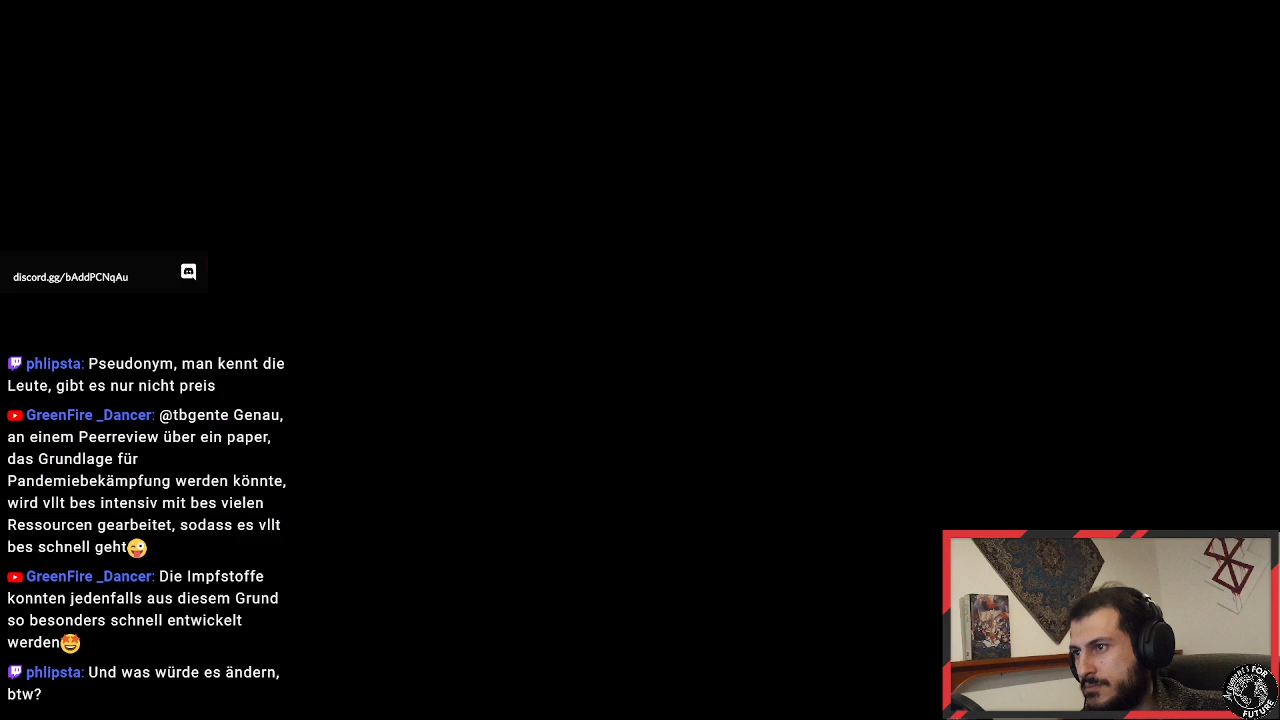 discord.gg/bAddPCNqAu
phlipsta: Pseudonym, man kennt die
Leute, gibt es nur nicht preis
GreenFire _Dancer: @tbgente Genau,
an einem Peerreview über ein paper,
das Grundlage für
Pandemiebekämpfung werden könnte,
wird vllt bes intensiv mit bes vielen
Ressourcen gearbeitet, sodass es vllt
bes schnell geht😜
GreenFire _Dancer: Die Impfstoffe
konnten jedenfalls aus diesem Grund
so besonders schnell entwickelt
werden🤩
phlipsta: Und was würde es ändern,
btw?
FOR
FUTURE